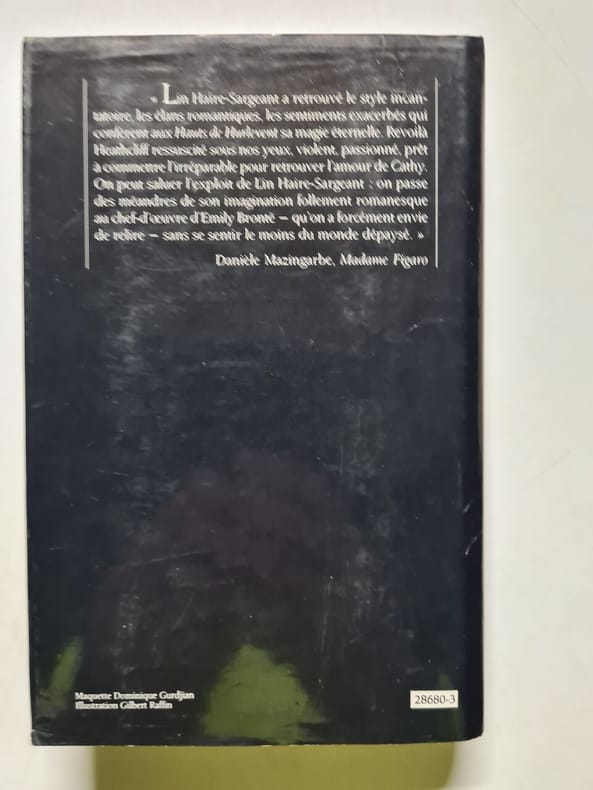 « Lin Haire-Sargeant a retrouvé le style incan-
tatoire, les élans romantiques, les sentiments exacerbés qui
confèrent aux Hauts de Hurlevent sa magie éternelle. Revoilà
Heathcliff ressuscité sous nos yeux, violent, passionné, prêt
à commettre l'irréparable pour retrouver l'amour de Cathy.
On peut saluer l'exploit de Lin Haire-Sargeant : on passe
des méandres de son imagination follement romanesque
au chef-d'œuvre d'Emily Brontë – qu'on a forcément envie
de relire – sans se sentir le moins du monde dépaysé. »
Danièle Mazingarbe, Madame Figaro
Maquette Dominique Gurdjian
Illustration Gilbert Raffin
28680-3